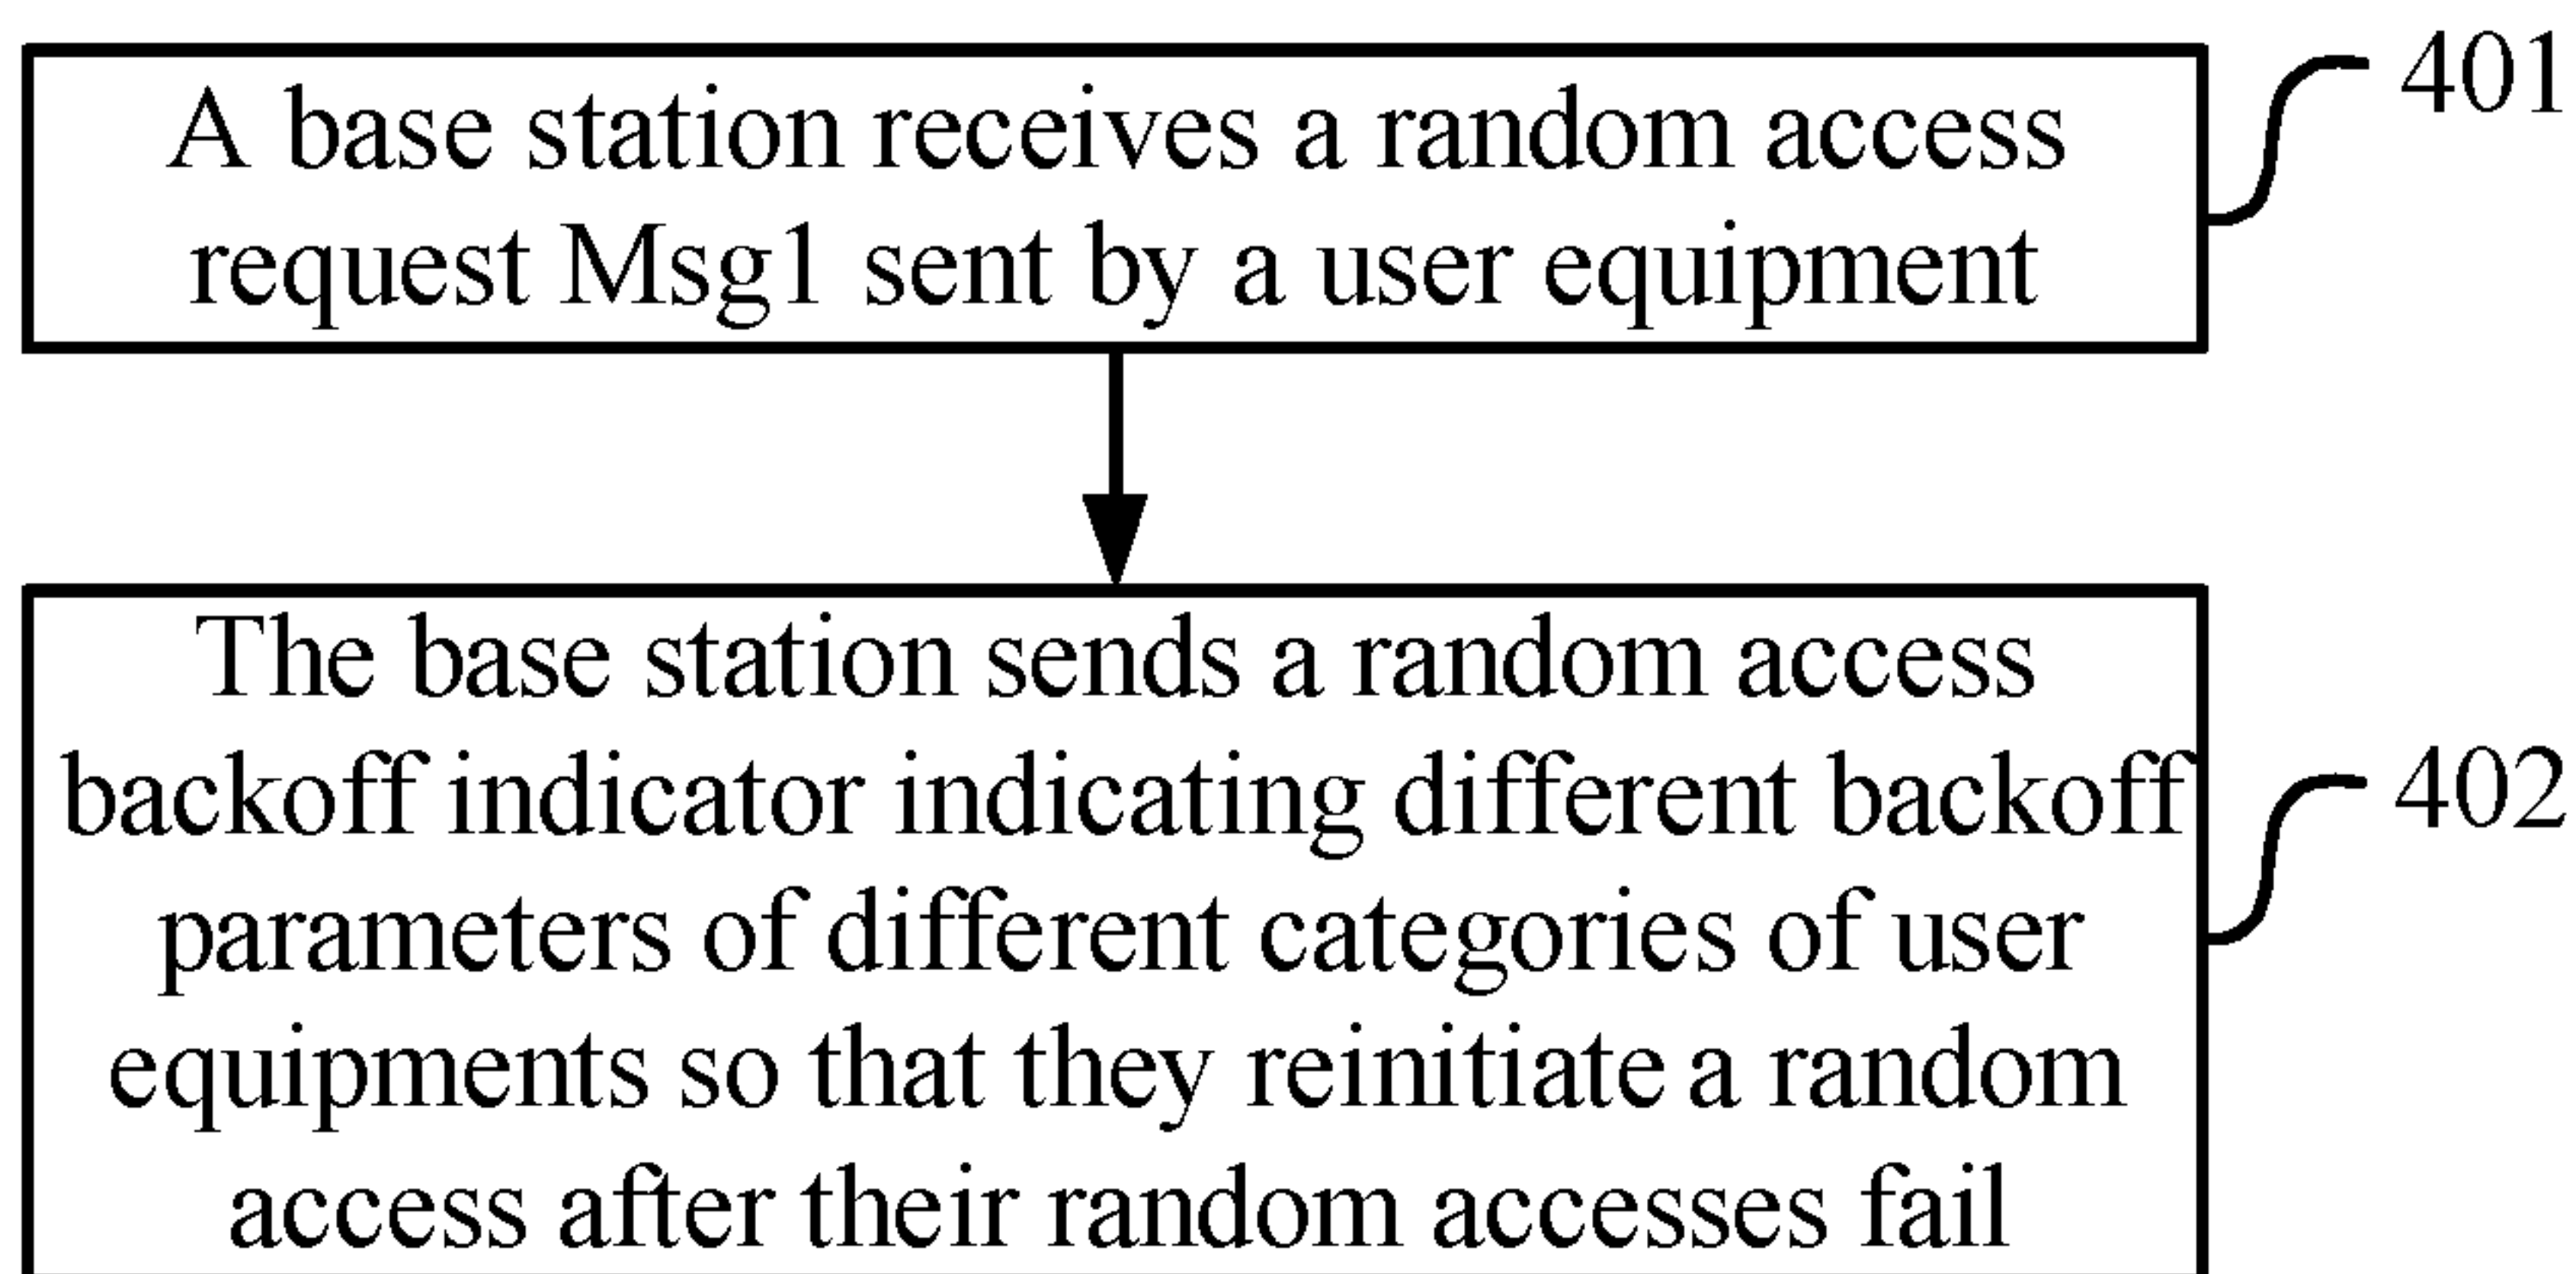 A base station receives a random access
request Msg1 sent by a user equipment
401
The base station sends a random access
backoff indicator indicating different backoff
parameters of different categories of user
equipments so that they reinitiate a random
access after their random accesses fail
402